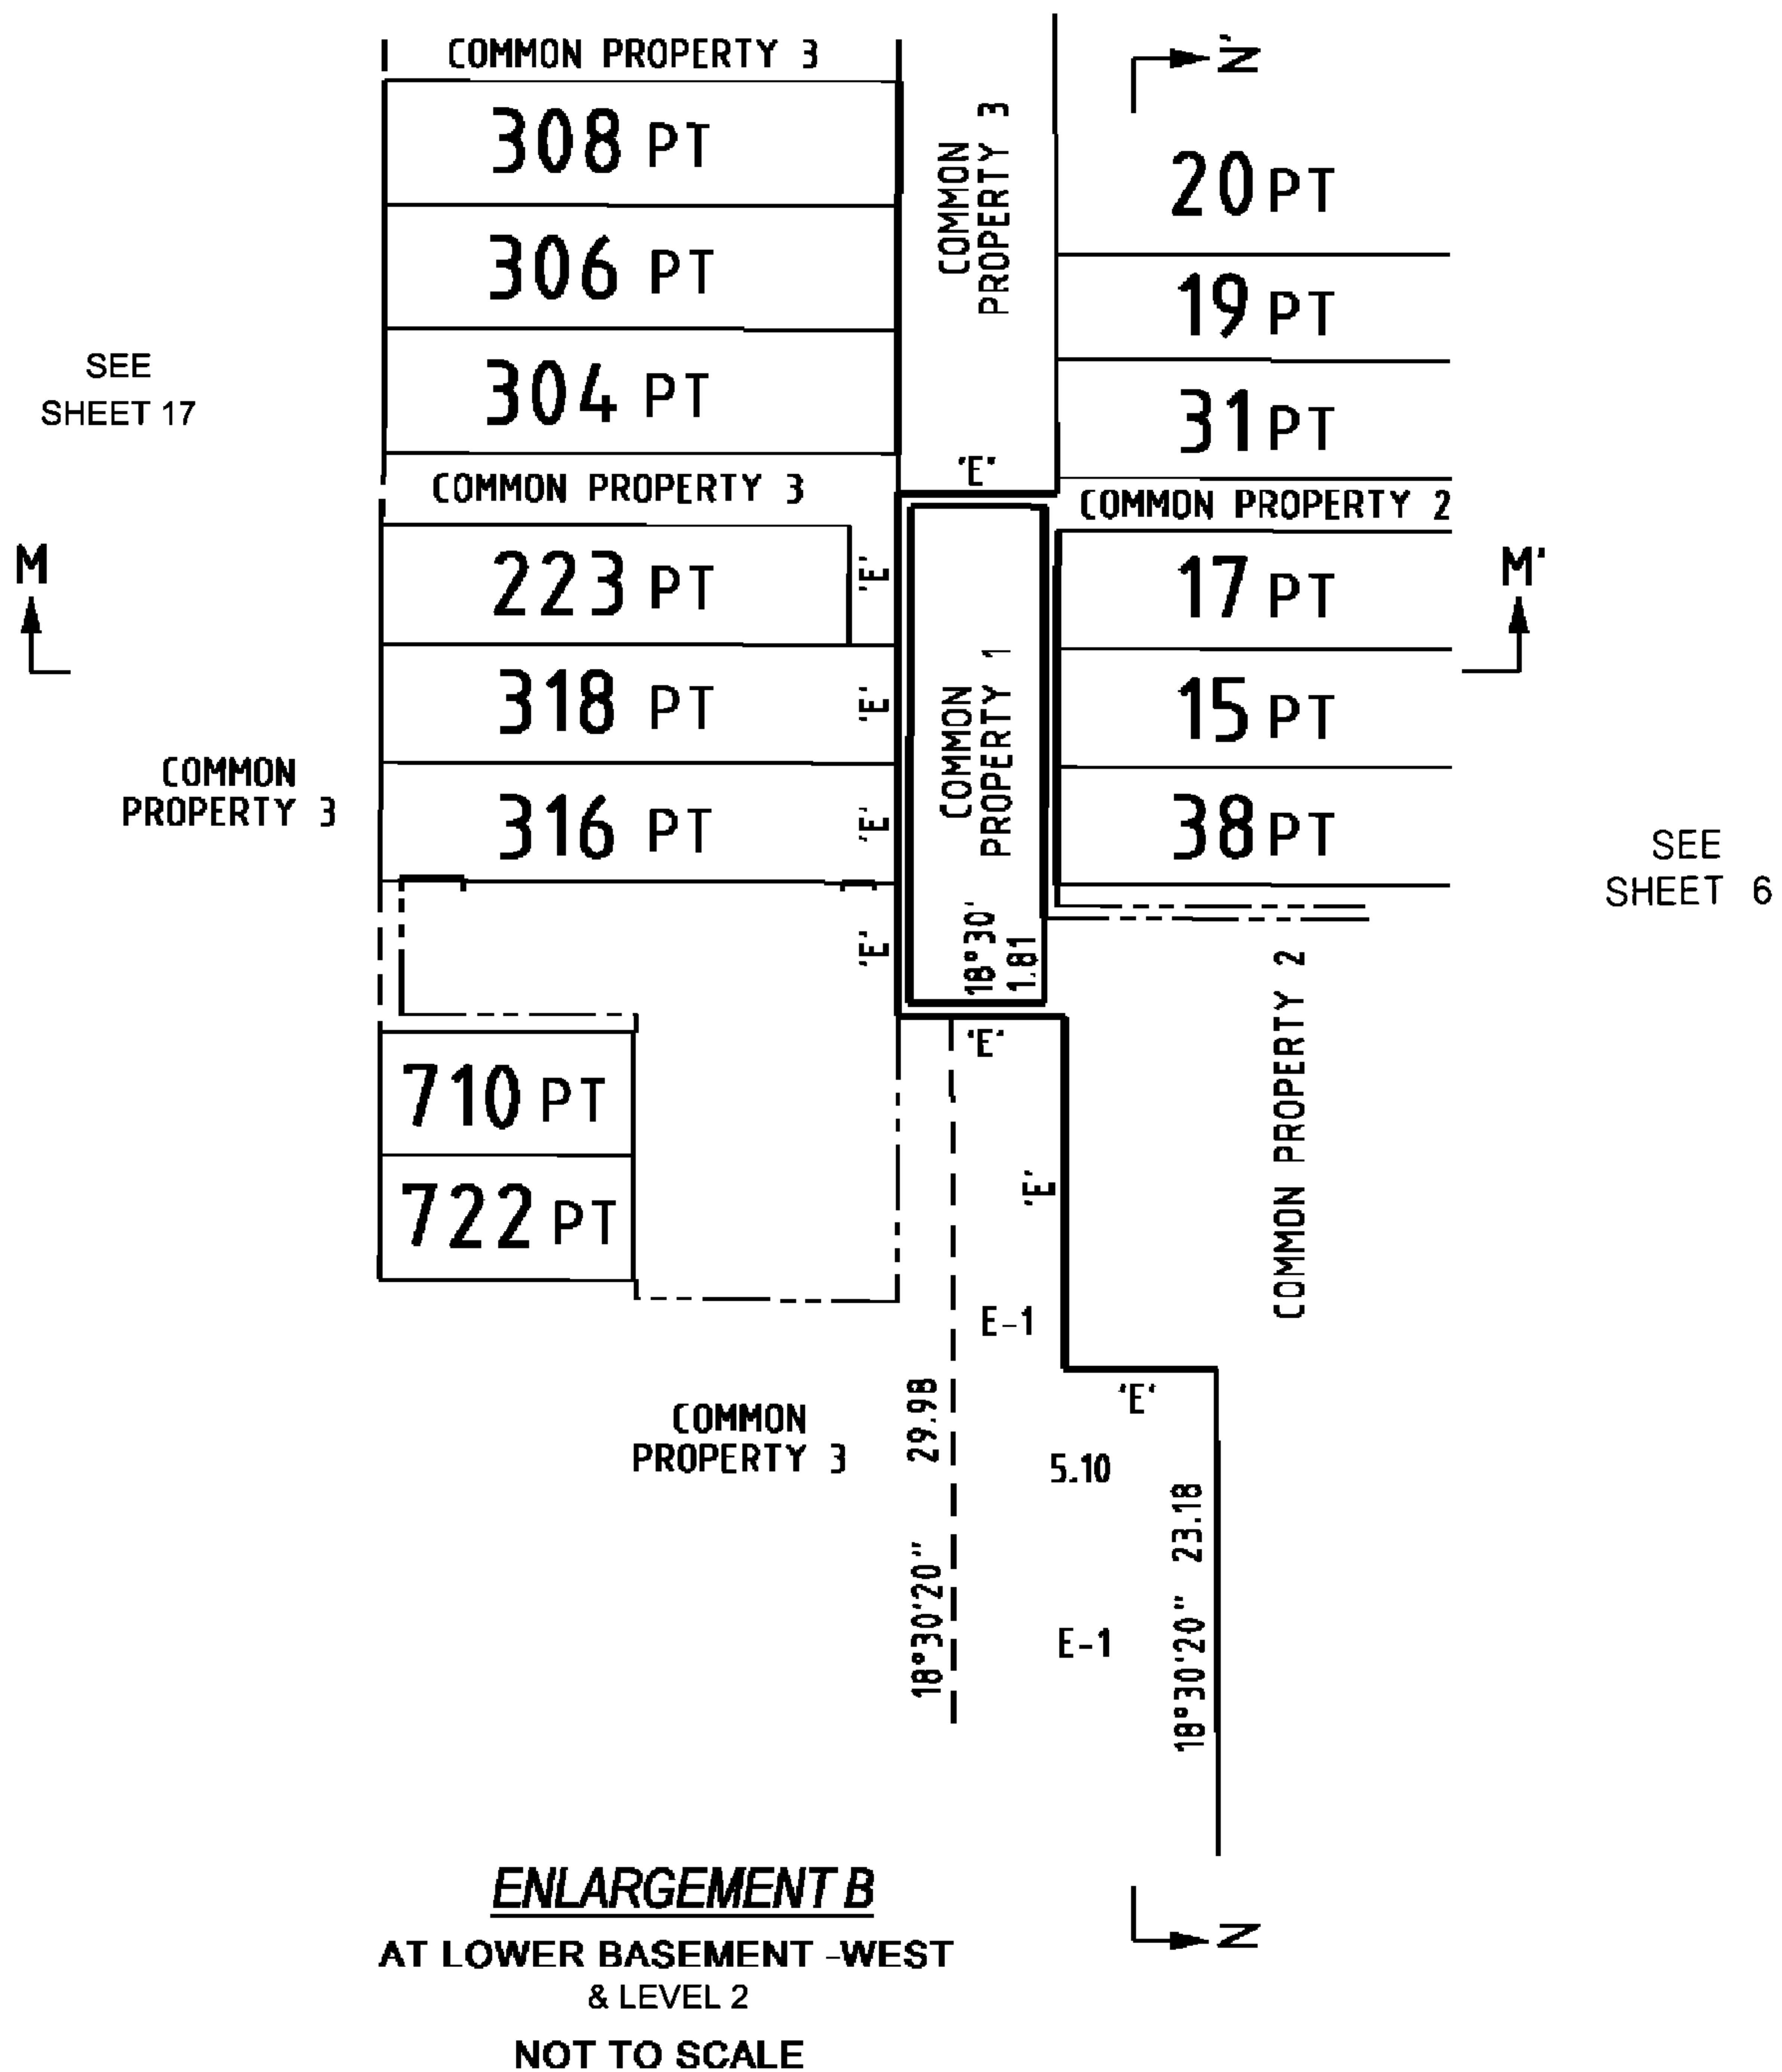 COMMON PROPERTY 3
308 PT
306 PT
304 PT
COMMON PROPERTY 3
223 PT
318 PT
316 PT
710 PT
722 PT
SEE
SHEET 17
M
COMMON
PROPERTY 3
COMMON
PROPERTY 3
'E'
'E'
'E'
'E'
'E'
COMMON
PROPERTY 1
18°30'
1.81
'E'
'E'
E-1
'E'
COMMON
PROPERTY 3
29.98
18°30'20"
5.10
E-1
18°30'20" 23.18
N'
20 PT
19 PT
31 PT
COMMON PROPERTY 2
17 PT
15 PT
38 PT
M'
SEE
SHEET 6
COMMON PROPERTY 2
N
ENLARGEMENT B
AT LOWER BASEMENT -WEST
& LEVEL 2
NOT TO SCALE